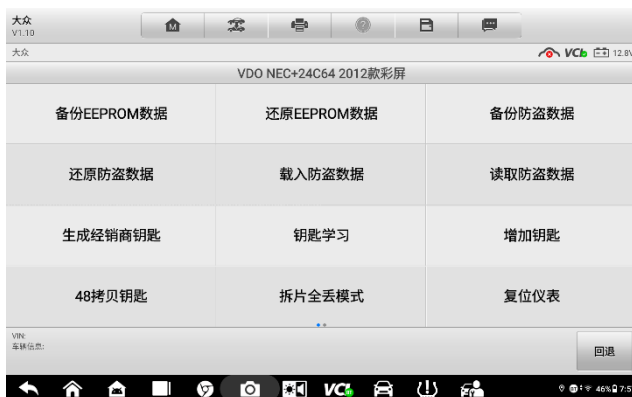 大众
V1.10
M
?
大众
VCI 12.8V
VDO NEC+24C64 2012款彩屏
备份EEPROM数据 还原EEPROM数据 备份防盗数据
还原防盗数据 载入防盗数据 读取防盗数据
生成经销商钥匙 钥匙学习 增加钥匙
48拷贝钥匙 拆片全丢模式 复位仪表
VIN:
车辆信息:
回退
VCI 46% 7:5